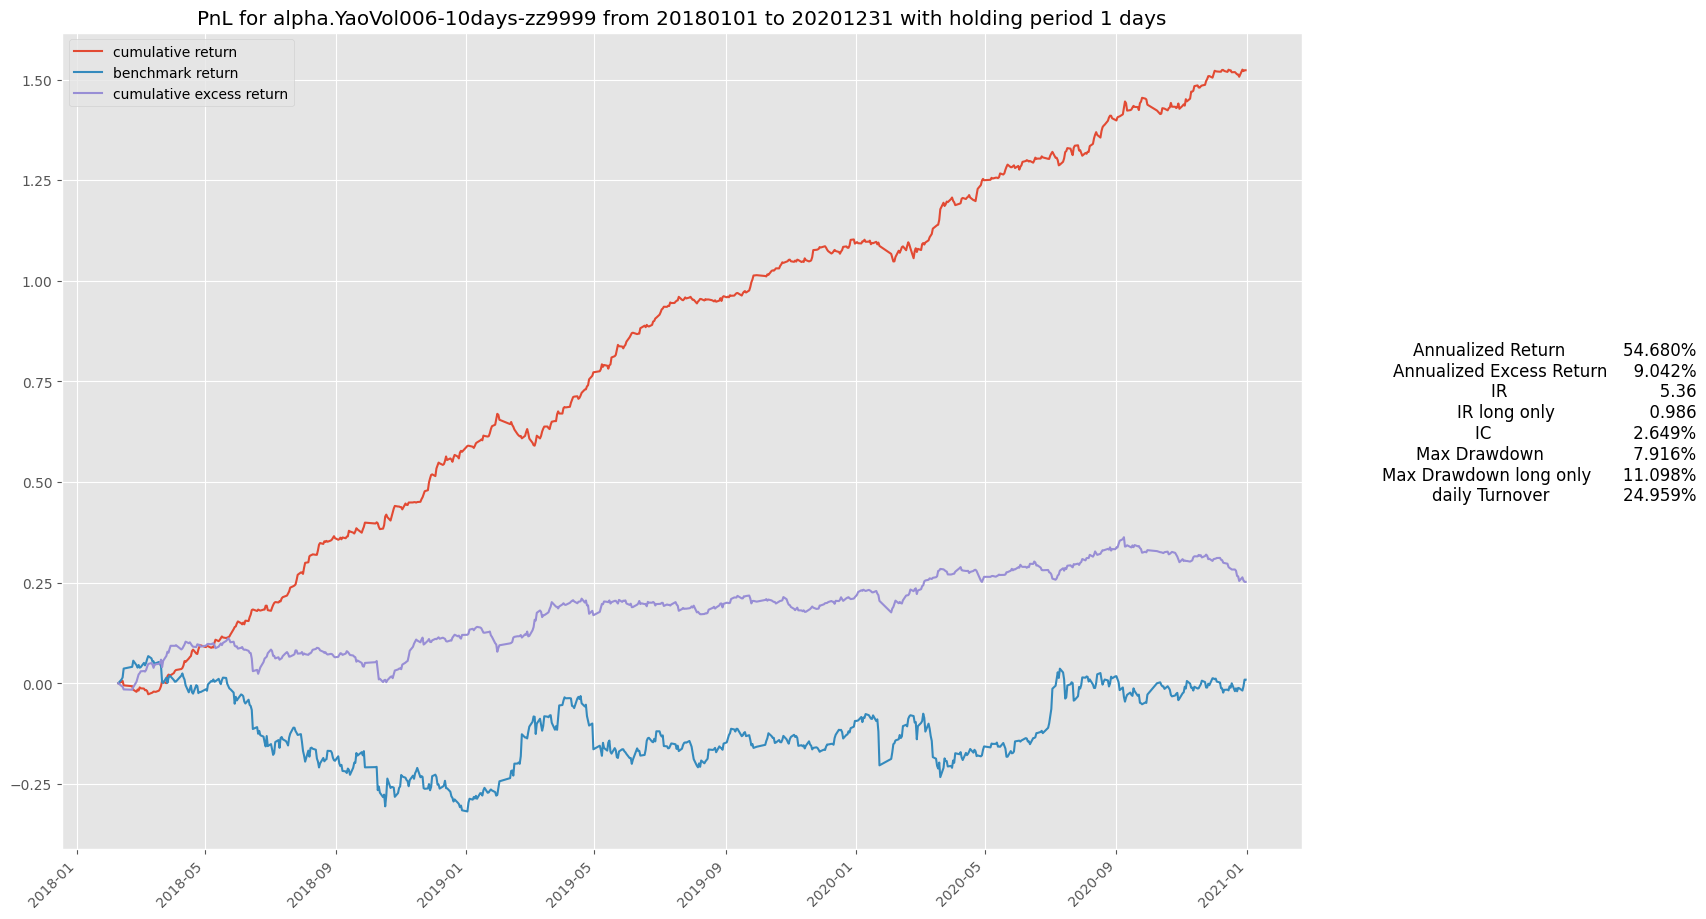 PnL for alpha.YaoVol006-10days-zz9999 from 20180101 to 20201231 with holding period 1 days
cumulative return
benchmark return
cumulative excess return
1.50
1.25
1.00
0.75
0.50
0.25
0.00
−0.25
2018-01
2018-05
2018-09
2019-01
2019-05
2019-09
2020-01
2020-05
2020-09
2021-01
Annualized Return 54.680%
Annualized Excess Return 9.042%
IR 5.36
IR long only 0.986
IC 2.649%
Max Drawdown 7.916%
Max Drawdown long only 11.098%
daily Turnover 24.959%